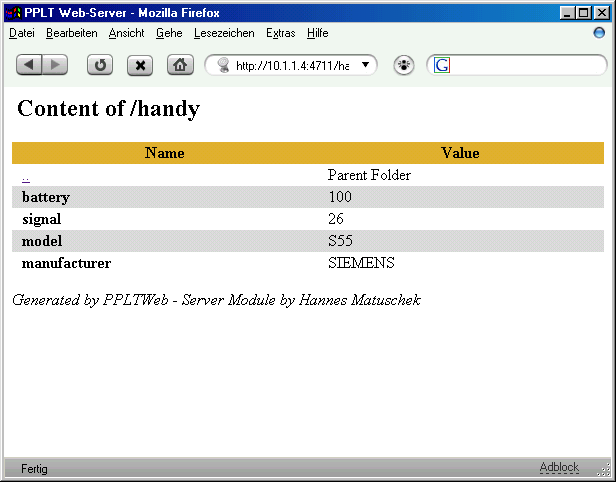 PPLT Web-Server - Mozilla Firefox
Datei Bearbeiten Ansicht Gehe Lesezeichen Extras Hilfe
http://10.1.1.4:4711/ha G
Content of /handy
Name Value
.. Parent Folder
battery 100
signal 26
model S55
manufacturer SIEMENS
Generated by PPLTWeb - Server Module by Hannes Matuschek
Fertig Adblock